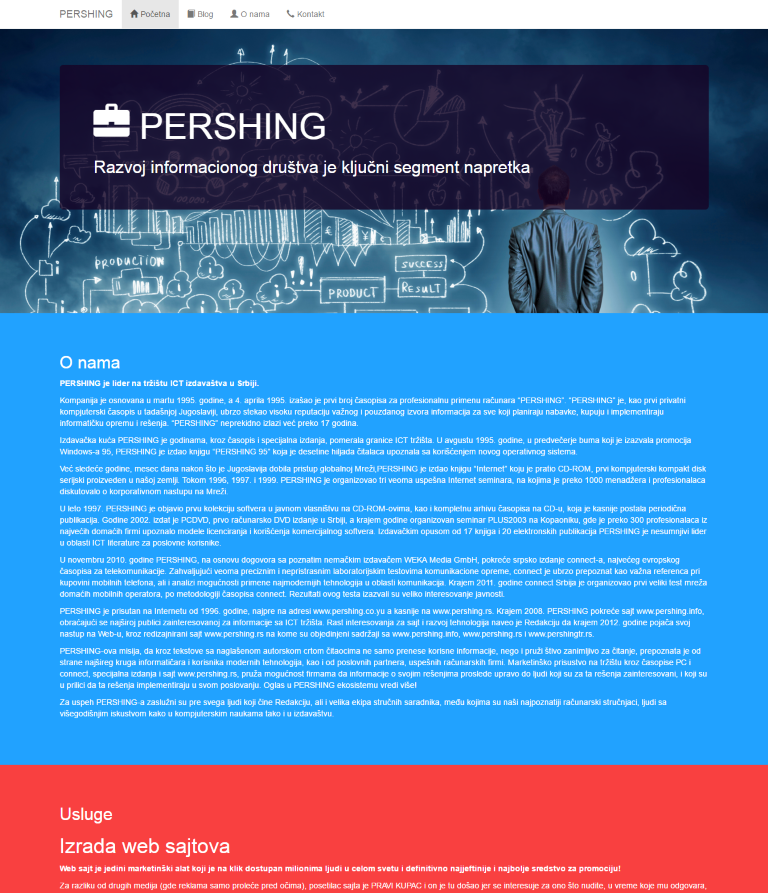 PERSHING Početna Blog O nama Kontakt
PERSHING
Razvoj informacionog društva je ključni segment napretka
IDEA
PRODUCTION
SUCCESS
PRODUCT
RESULT
O nama
PERSHING je lider na tržištu ICT izdavaštva u Srbiji.
Kompanija je osnovana u martu 1995. godine, a 4. aprila 1995. izašao je prvi broj časopisa za profesionalnu primenu računara "PERSHING". "PERSHING" je, kao prvi privatni
kompjuterski časopis u tadašnjoj Jugoslaviji, ubrzo stekao visoku reputaciju važnog i pouzdanog izvora informacija za sve koji planiraju nabavke, kupuju i implementiraju
informatičku opremu i rešenja. "PERSHING" neprekidno izlazi već preko 17 godina.
Izdavačka kuća PERSHING je godinama, kroz časopis i specijalna izdanja, pomerala granice ICT tržišta. U avgustu 1995. godine, u predvečerje buma koji je izazvala promocija
Windows-a 95, PERSHING je izdao knjigu "PERSHING 95" koja je desetine hiljada čitalaca upoznala sa korišćenjem novog operativnog sistema.
Već sledeće godine, mesec dana nakon što je Jugoslavija dobila pristup globalnoj Mreži,PERSHING je izdao knjigu "Internet" koju je pratio CD-ROM, prvi kompjuterski kompakt disk
serijski proizveden u našoj zemlji. Tokom 1996, 1997. i 1999. PERSHING je organizovao tri veoma uspešna Internet seminara, na kojima je preko 1000 menadžera i profesionalaca
diskutovalo o korporativnom nastupu na Mreži.
U leto 1997. PERSHING je objavio prvu kolekciju softvera u javnom vlasništvu na CD-ROM-ovima, kao i kompletnu arhivu časopisa na CD-u, koja je kasnije postala periodična
publikacija. Godine 2002. izdat je PCDVD, prvo računarsko DVD izdanje u Srbiji, a krajem godine organizovan seminar PLUS2003 na Kopaoniku, gde je preko 300 profesionalaca iz
najvećih domaćih firmi upoznalo modele licenciranja i korišćenja komercijalnog softvera. Izdavačkim opusom od 17 knjiga i 20 elektronskih publikacija PERSHING je nesumnjivi lider
u oblasti ICT literature za poslovne korisnike.
U novembru 2010. godine PERSHING, na osnovu dogovora sa poznatim nemačkim izdavačem WEKA Media GmbH, pokreće srpsko izdanje connect-a, najvećeg evropskog
časopisa za telekomunikacije. Zahvaljujući veoma preciznim i nepristrasnim laboratorijskim testovima komunikacione opreme, connect je ubrzo prepoznat kao važna referenca pri
kupovini mobilnih telefona, ali i analizi mogućnosti primene najmodernijih tehnologija u oblasti komunikacija. Krajem 2011. godine connect Srbija je organizovao prvi veliki test mreža
domaćih mobilnih operatora, po metodologiji časopisa connect. Rezultati ovog testa izazvali su veliko interesovanje javnosti.
PERSHING je prisutan na Internetu od 1996. godine, najpre na adresi www.pershing.co.yu a kasnije na www.pershing.rs. Krajem 2008. PERSHING pokreće sajt www.pershing.info,
obraćajući se najširoj publici zainteresovanoj za informacije sa ICT tržišta. Rast interesovanja za sajt i razvoj tehnologija naveo je Redakciju da krajem 2012. godine pojača svoj
nastup na Web-u, kroz redizajnirani sajt www.pershing.rs na kome su objedinjeni sadržaji sa www.pershing.info, www.pershing.rs i www.pershingtr.rs.
PERSHING-ova misija, da kroz tekstove sa naglašenom autorskom crtom čitaocima ne samo prenese korisne informacije, nego i pruži štivo zanimljivo za čitanje, prepoznata je od
strane najšireg kruga informatičara i korisnika modernih tehnologija, kao i od poslovnih partnera, uspešnih računarskih firmi. Marketinško prisustvo na tržištu kroz časopise PC i
connect, specijalna izdanja i sajt www.pershing.rs, pruža mogućnost firmama da informacije o svojim rešenjima proslede upravo do ljudi koji su za ta rešenja zainteresovani, i koji su
u prilici da ta rešenja implementiraju u svom poslovanju. Oglas u PERSHING ekosistemu vredi više!
Za uspeh PERSHING-a zaslužni su pre svega ljudi koji čine Redakciju, ali i velika ekipa stručnih saradnika, među kojima su naši najpoznatiji računarski stručnjaci, ljudi sa
višegodišnjim iskustvom kako u kompjuterskim naukama tako i u izdavaštvu.
Usluge
Izrada web sajtova
Web sajt je jedini marketinški alat koji je na klik dostupan milionima ljudi u celom svetu i definitivno najjeftinije i najbolje sredstvo za promociju!
Za razliku od drugih medija (gde reklama samo proleće pred očima), posetilac sajta je PRAVI KUPAC i on je tu došao jer se interesuje za ono što nudite, u vreme koje mu odgovara,